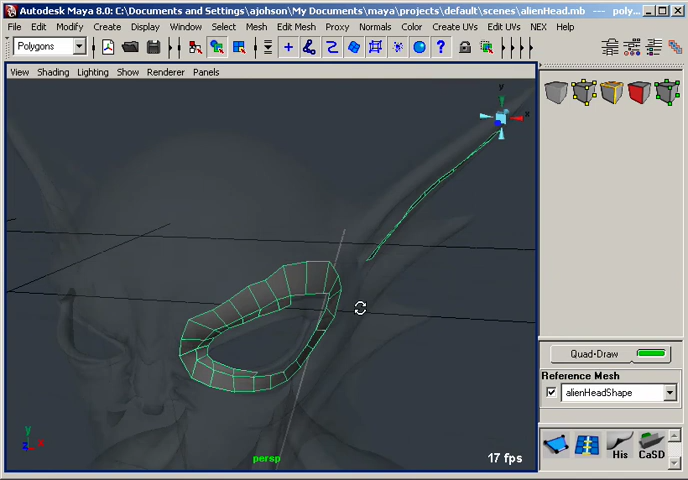 Autodesk Maya 8.0: C:\Documents and Settings\ajohson\My Documents\maya\projects\default\scenes\alienHead.mb --- poly...
File Edit Modify Create Display Window Select Mesh Edit Mesh Proxy Normals Color Create UVs Edit UVs NEX Help
Polygons
View Shading Lighting Show Renderer Panels
y
y
x
z
Quad-Draw
Reference Mesh
alienHeadShape
His CaSD
y
z x
persp
17 fps